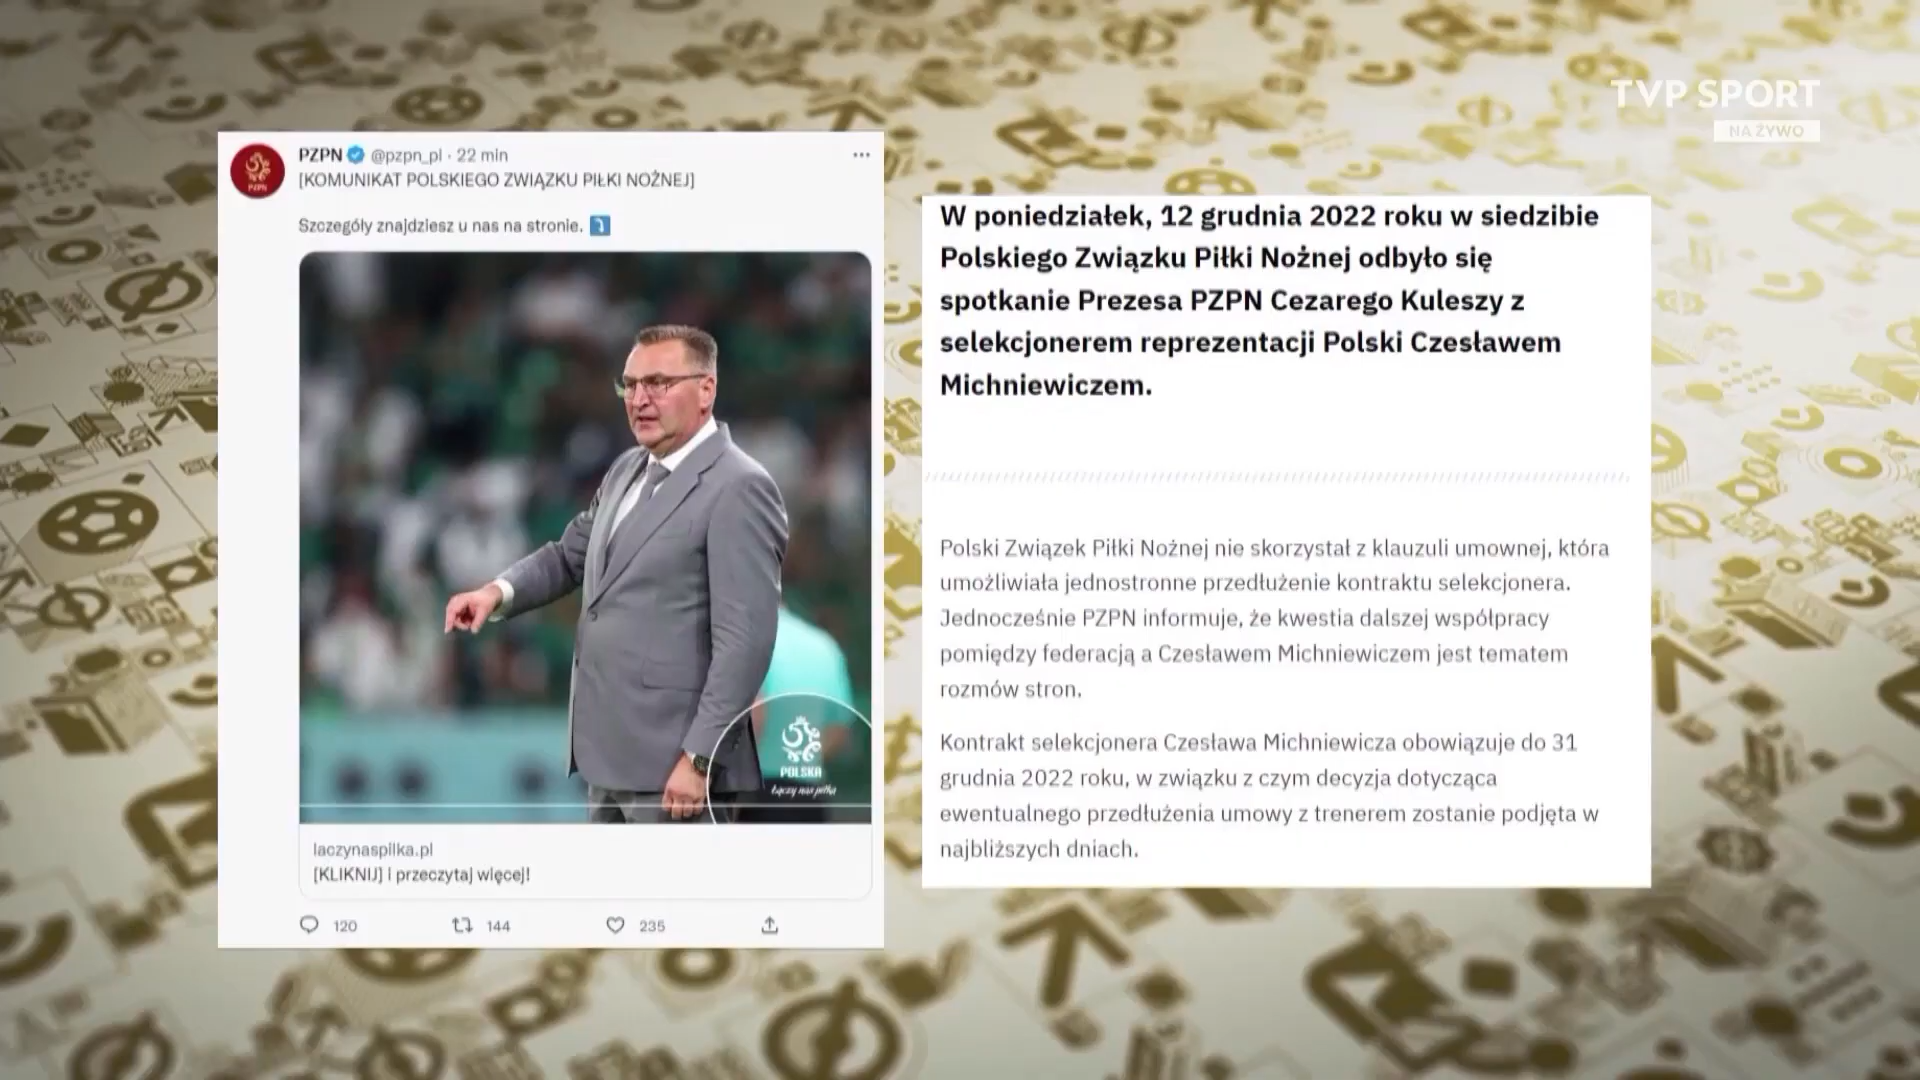 TVP SPORT
NA ŻYWO
PZPN @pzpn_pl · 22 min
[KOMUNIKAT POLSKIEGO ZWIĄZKU PIŁKI NOŻNEJ]
PZPN
Szczegóły znajdziesz u nas na stronie.
POLSKA
Łączy nas piłka
laczynaspilka.pl
[KLIKNIJ] i przeczytaj więcej!
120 144 235
W poniedziałek, 12 grudnia 2022 roku w siedzibie
Polskiego Związku Piłki Nożnej odbyło się
spotkanie Prezesa PZPN Cezarego Kuleszy z
selekcjonerem reprezentacji Polski Czesławem
Michniewiczem.
Polski Związek Piłki Nożnej nie skorzystał z klauzuli umownej, która
umożliwiała jednostronne przedłużenie kontraktu selekcjonera.
Jednocześnie PZPN informuje, że kwestia dalszej współpracy
pomiędzy federacją a Czesławem Michniewiczem jest tematem
rozmów stron.
Kontrakt selekcjonera Czesława Michniewicza obowiązuje do 31
grudnia 2022 roku, w związku z czym decyzja dotycząca
ewentualnego przedłużenia umowy z trenerem zostanie podjęta w
najbliższych dniach.